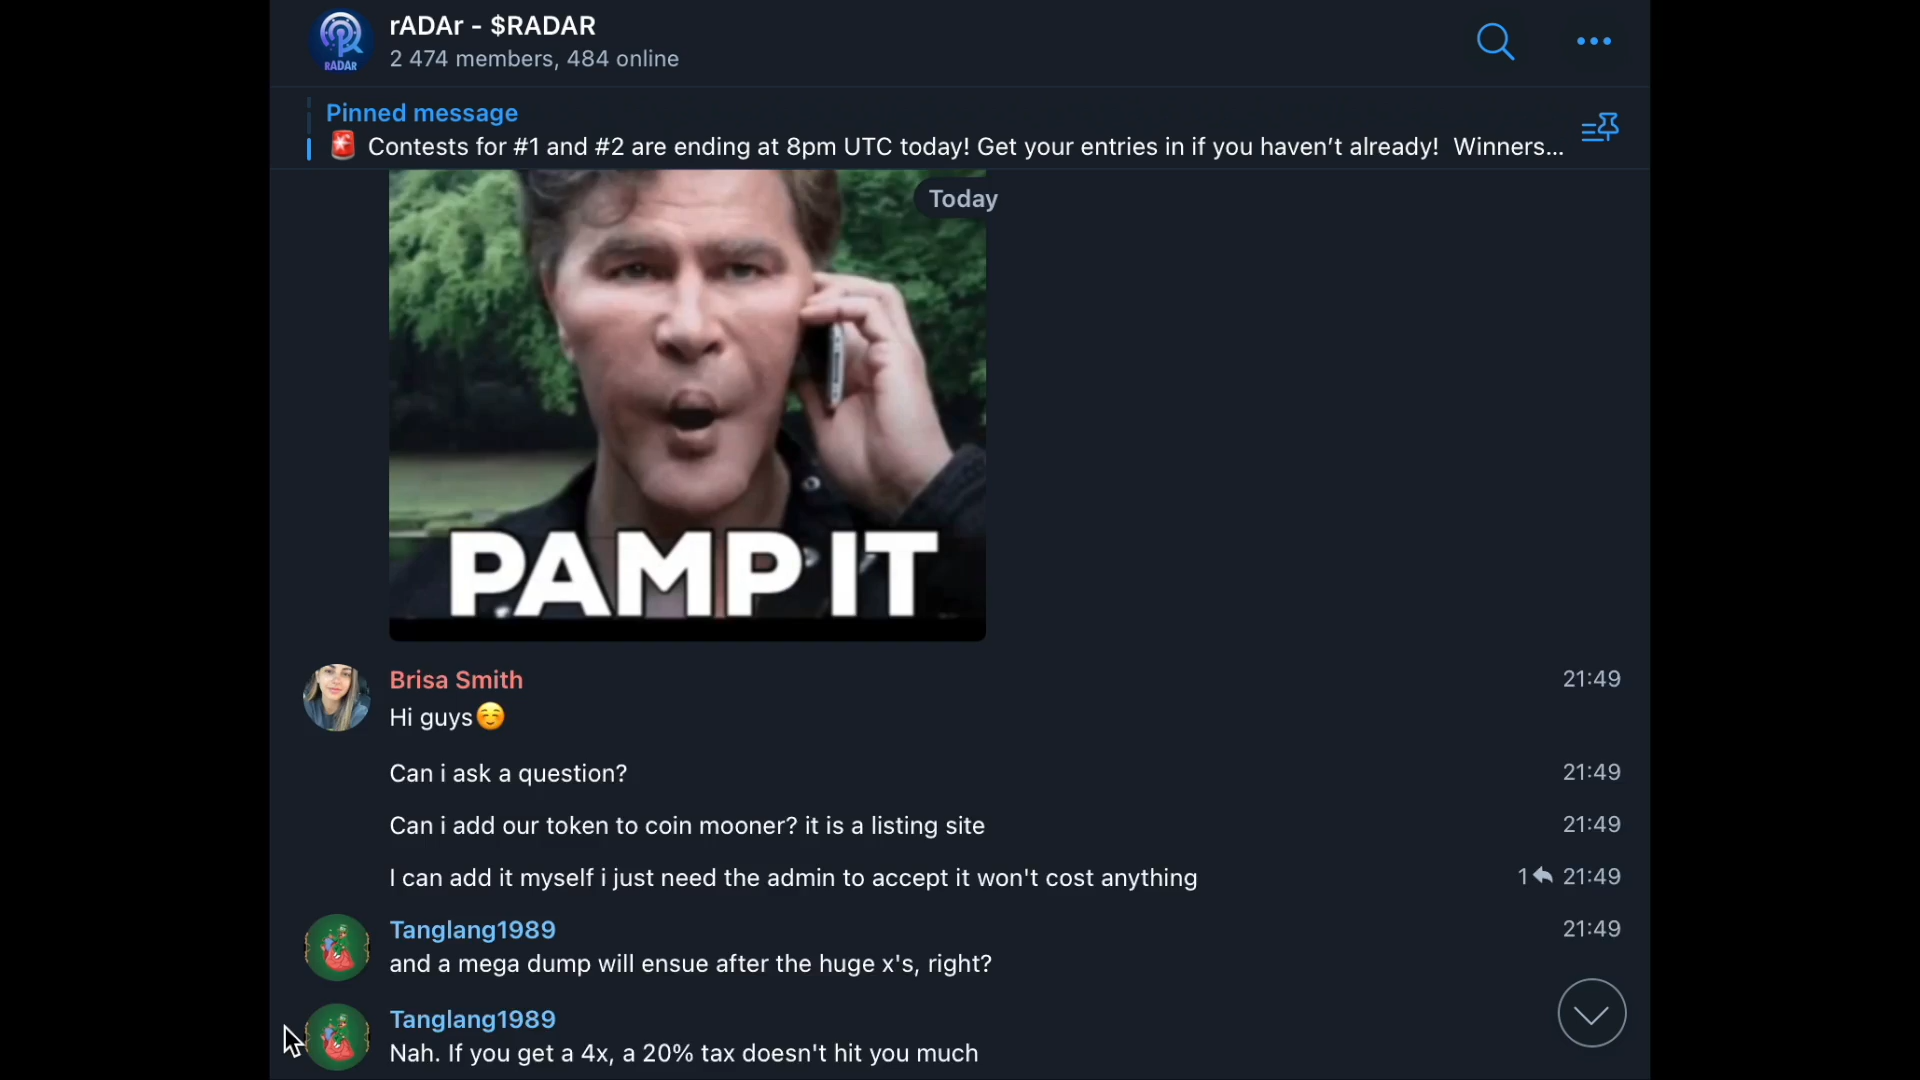 rADAr - $RADAR
2 474 members, 484 online
RADAR
Pinned message
🚨 Contests for #1 and #2 are ending at 8pm UTC today! Get your entries in if you haven't already!  Winners...
Today
PAMP IT
Brisa Smith 21:49
Hi guys☺️
Can i ask a question? 21:49
Can i add our token to coin mooner? it is a listing site 21:49
I can add it myself i just need the admin to accept it won't cost anything 1 21:49
Tanglang1989 21:49
and a mega dump will ensue after the huge x's, right?
Tanglang1989
Nah. If you get a 4x, a 20% tax doesn't hit you much